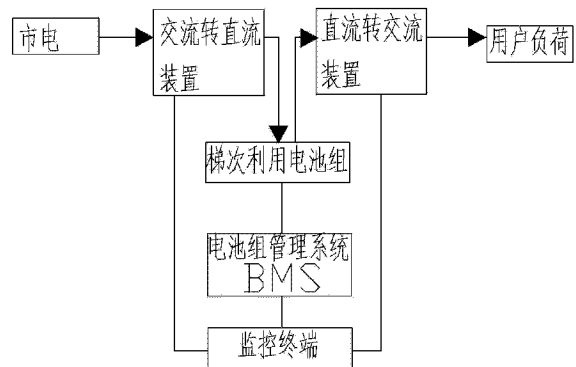 市电
交流转直流
装置
直流转交流
装置
用户负荷
梯次利用电池组
电池组管理系统
BMS
监控终端